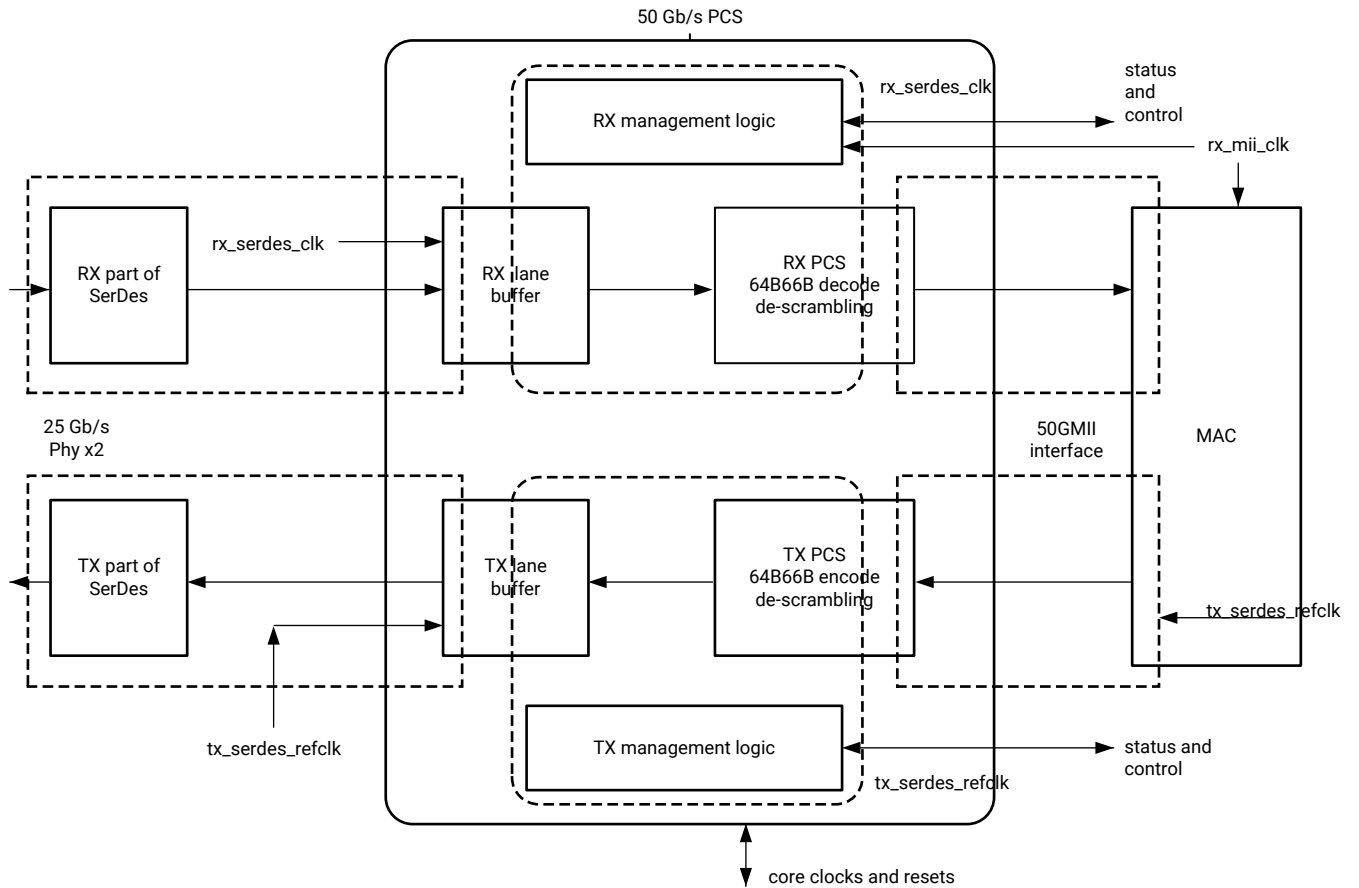 50 Gb/s PCS
rx_serdes_clk
status
and
control
RX management logic
rx_mii_clk
RX part of
SerDes
rx_serdes_clk
RX lane
buffer
RX PCS
64B66B decode
de-scrambling
25 Gb/s
Phy x2
50GMII
interface
MAC
TX part of
SerDes
TX lane
buffer
TX PCS
64B66B encode
de-scrambling
tx_serdes_refclk
tx_serdes_refclk
TX management logic
status and
control
tx_serdes_refclk
core clocks and resets